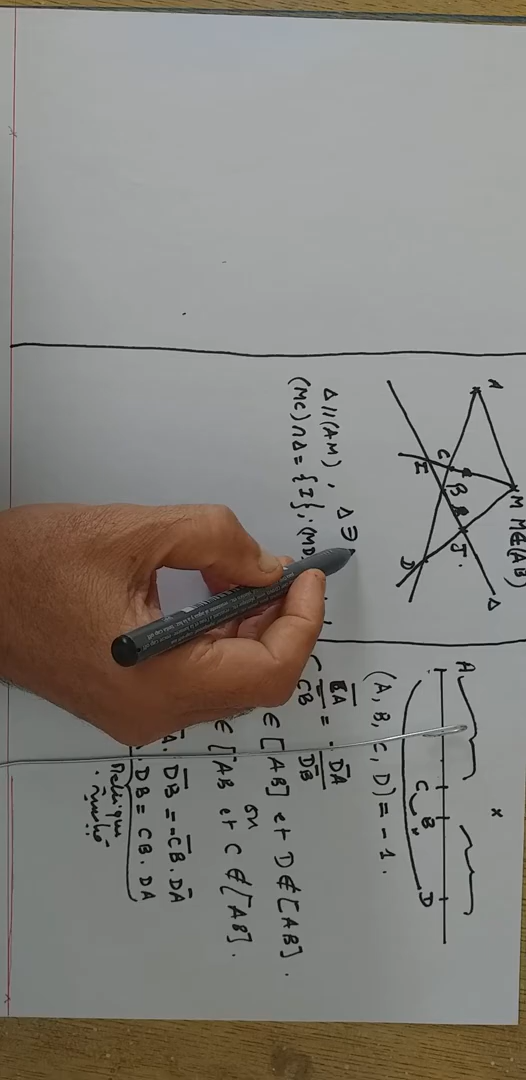 M M∉(AB)
A
C
B
I
J
D
Δ
Δ // (AM) ; Δ ∋
(MC) ∩ Δ = {I} ; (MD
x
A
C
B
D
(A, B, C, D) = -1.
CA = - DA
CB DB
∈ [AB] et D ∉ [AB].
ou
∈ [AB et C ∉ [AB].
A. DB = -CB. DA
. DB = CB. DA